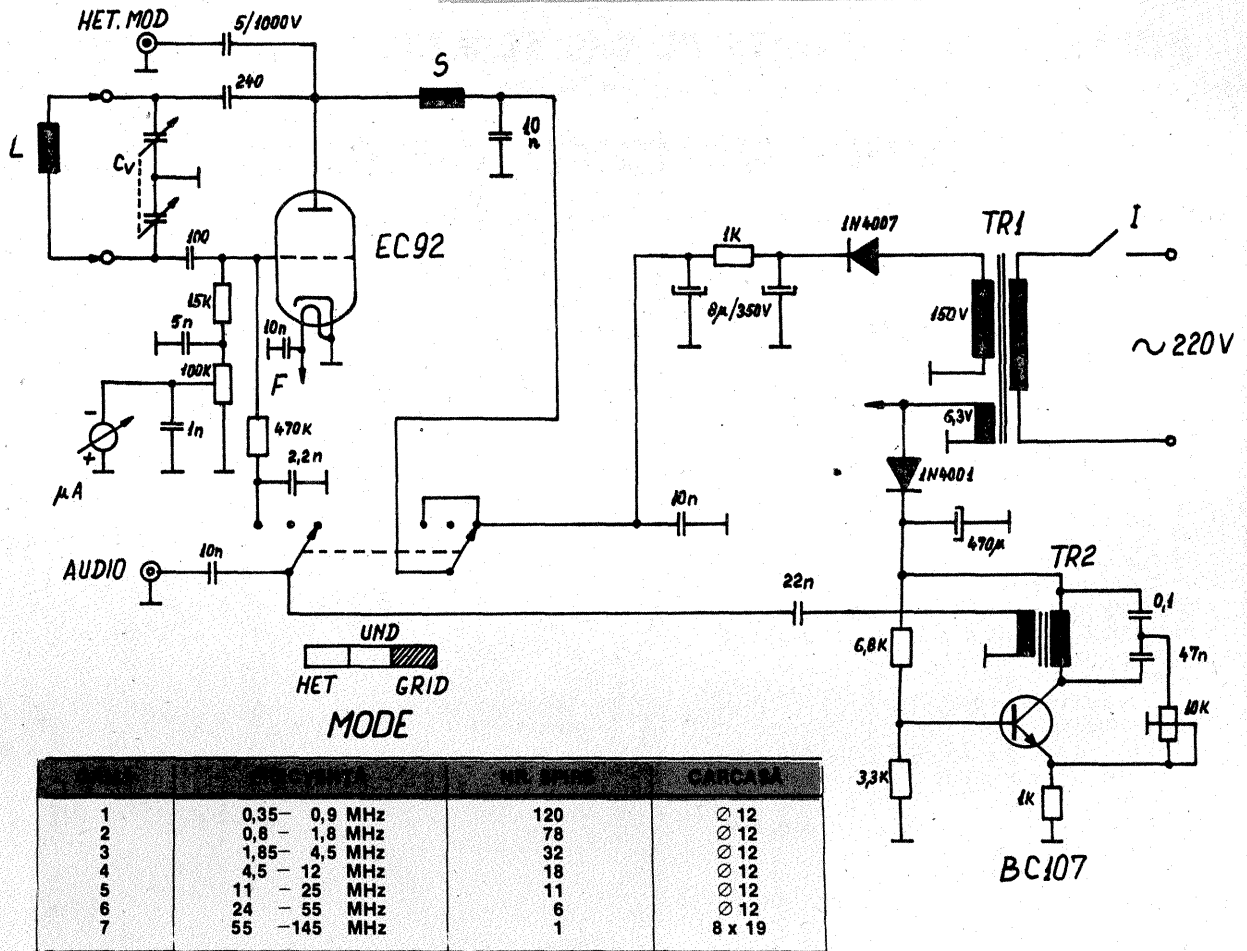 HET. MOD
5/1000V
240
S
10
n
L
Cv
100
EC92
15K
5n
10n
100K
F
-
+
1n
µA
470K
2,2n
1K
1N4007
TR1
I
8µ/350V
150V
~ 220V
6,3V
1N4001
10n
470µ
AUDIO
10n
TR2
22n
0,1
UND
HET
GRID
MODE
6,8K
47n
10K
3,3K
1K
BC107
NR. SPIRE
CARCASĂ
1 0,35– 0,9 MHz 120 ∅ 12
2 0,8 – 1,8 MHz 78 ∅ 12
3 1,85– 4,5 MHz 32 ∅ 12
4 4,5 – 12 MHz 18 ∅ 12
5 11 – 25 MHz 11 ∅ 12
6 24 – 55 MHz 6 ∅ 12
7 55 –145 MHz 1 8 x 19